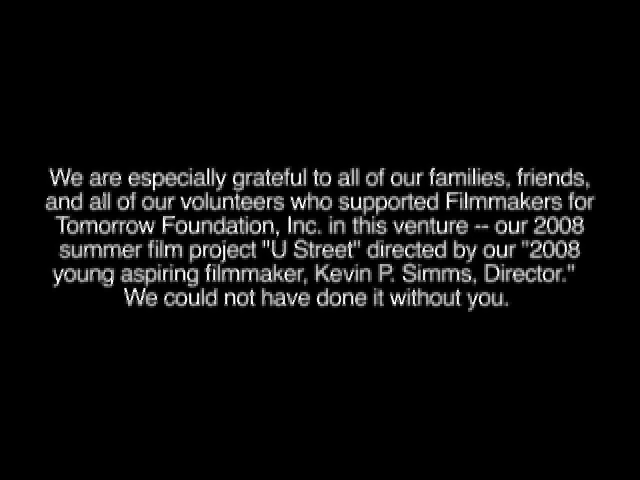 We are especially grateful to all of our families, friends,
and all of our volunteers who supported Filmmakers for
Tomorrow Foundation, Inc. in this venture -- our 2008
summer film project "U Street" directed by our "2008
young aspiring filmmaker, Kevin P. Simms, Director."
We could not have done it without you.